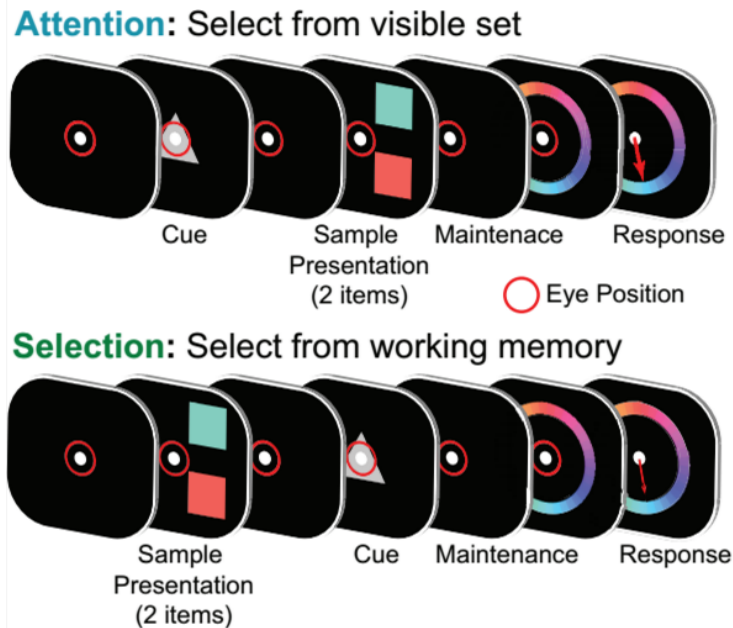 Attention: Select from visible set
Cue
Sample
Presentation
(2 items)
Maintenace
Response
Eye Position
Selection: Select from working memory
Sample
Presentation
(2 items)
Cue
Maintenance
Response